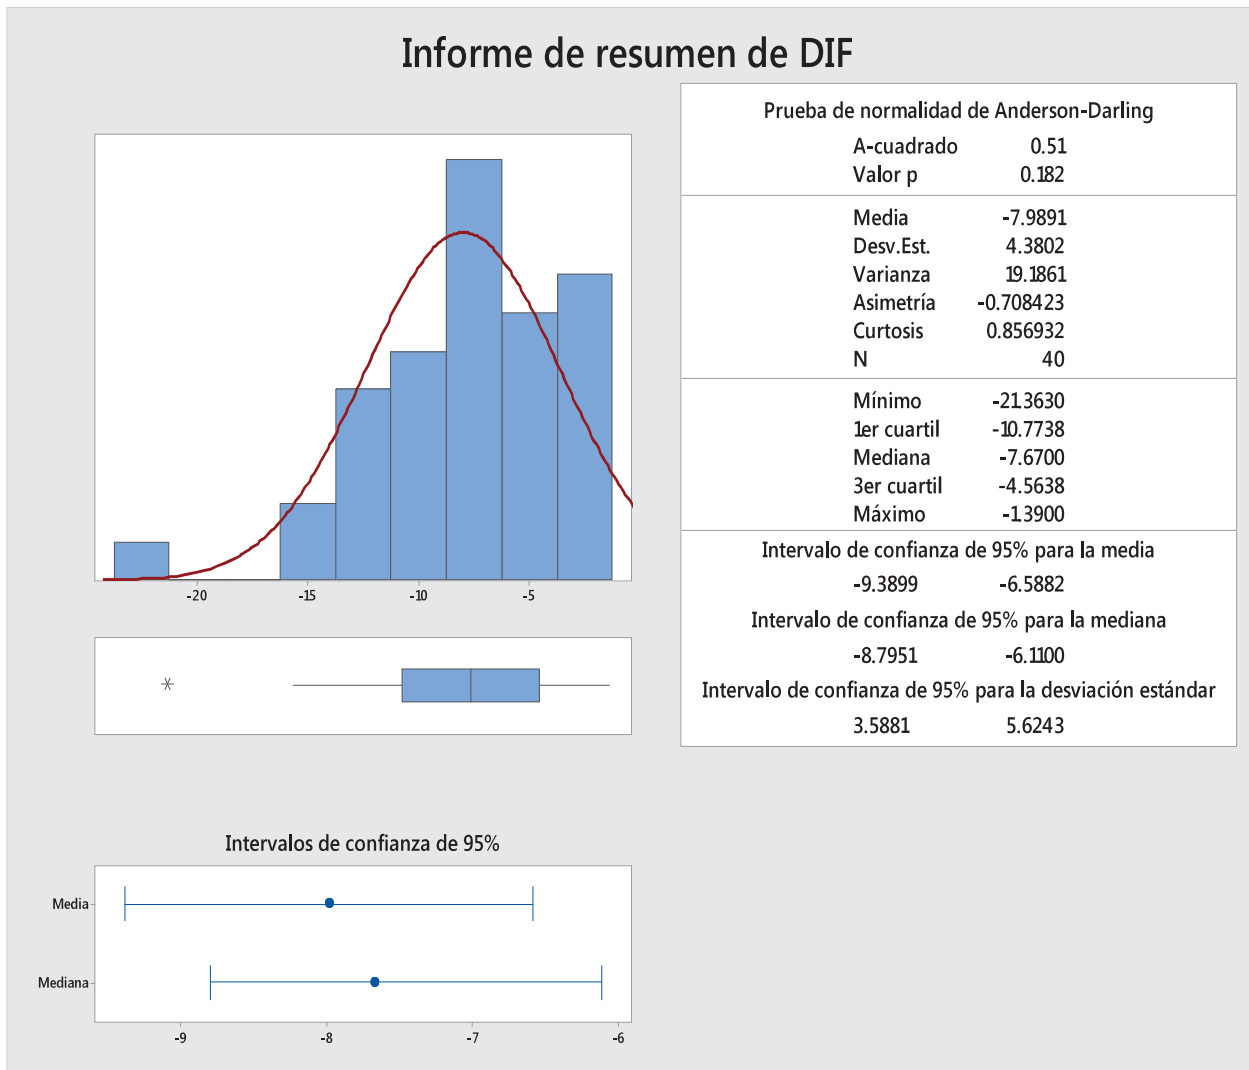 Informe de resumen de DIF
Prueba de normalidad de Anderson-Darling
A-cuadrado 0.51
Valor p 0.182
Media -7.9891
Desv.Est. 4.3802
Varianza 19.1861
Asimetría -0.708423
Curtosis 0.856932
N 40
Mínimo -21.3630
1er cuartil -10.7738
Mediana -7.6700
3er cuartil -4.5638
Máximo -1.3900
Intervalo de confianza de 95% para la media
-9.3899 -6.5882
Intervalo de confianza de 95% para la mediana
-8.7951 -6.1100
Intervalo de confianza de 95% para la desviación estándar
3.5881 5.6243
-20 -15 -10 -5
Intervalos de confianza de 95%
Media
Mediana
-9 -8 -7 -6